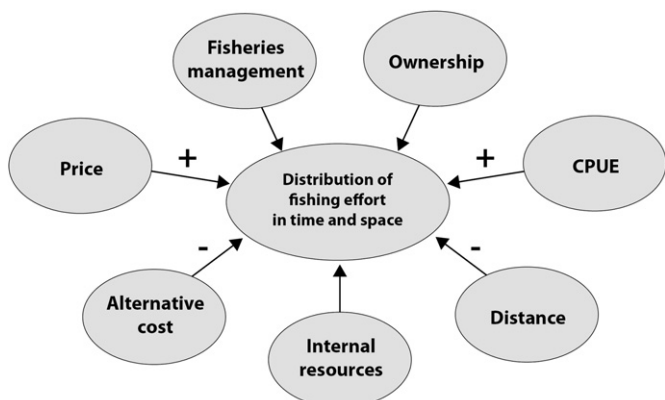 Fisheries
management
Ownership
Price
+
Distribution of
fishing effort
in time and space
+
CPUE
-
Alternative
cost
Internal
resources
-
Distance